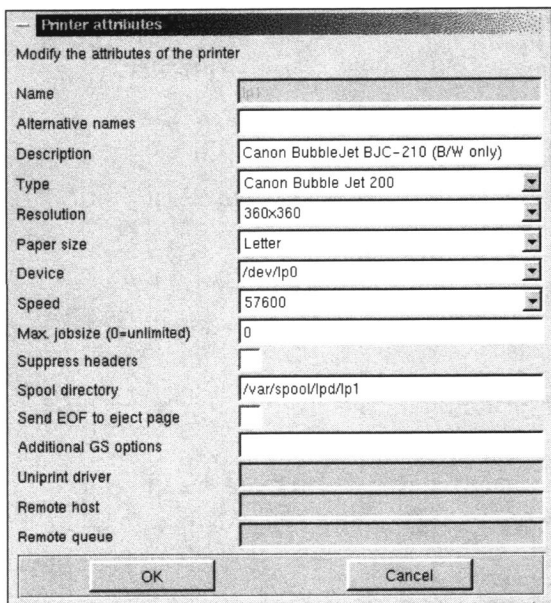 Printer attributes
Modify the attributes of the printer
Name lp1
Alternative names
Description Canon BubbleJet BJC-210 (B/W only)
Type Canon Bubble Jet 200
Resolution 360x360
Paper size Letter
Device /dev/lp0
Speed 57600
Max. jobsize (0=unlimited) 0
Suppress headers
Spool directory /var/spool/lpd/lp1
Send EOF to eject page
Additional GS options
Uniprint driver
Remote host
Remote queue
OK Cancel